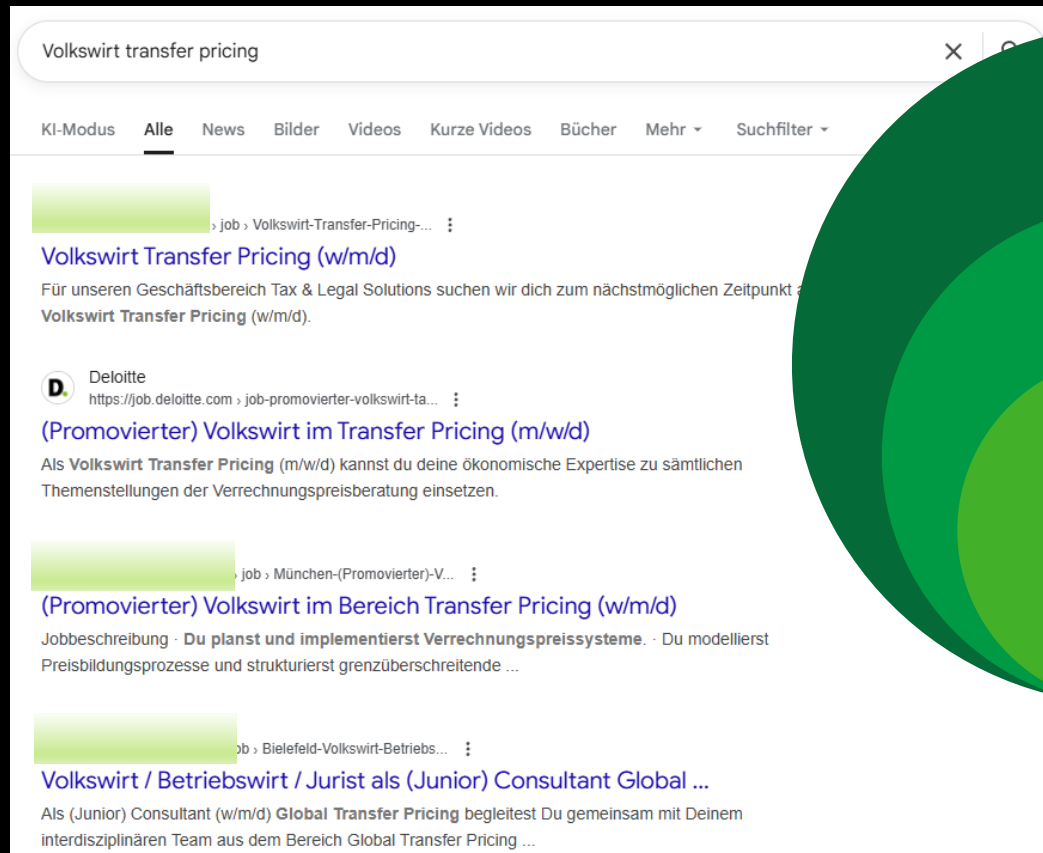 Volkswirt transfer pricing
KI-Modus Alle News Bilder Videos Kurze Videos Bücher Mehr Suchfilter
› job › Volkswirt-Transfer-Pricing-...
Volkswirt Transfer Pricing (w/m/d)
Für unseren Geschäftsbereich Tax & Legal Solutions suchen wir dich zum nächstmöglichen Zeitpunkt
Volkswirt Transfer Pricing (w/m/d).
D.
Deloitte
https://job.deloitte.com › job-promovierter-volkswirt-ta...
(Promovierter) Volkswirt im Transfer Pricing (m/w/d)
Als Volkswirt Transfer Pricing (m/w/d) kannst du deine ökonomische Expertise zu sämtlichen
Themenstellungen der Verrechnungspreisberatung einsetzen.
› job › München-(Promovierter)-V...
(Promovierter) Volkswirt im Bereich Transfer Pricing (w/m/d)
Jobbeschreibung · Du planst und implementierst Verrechnungspreissysteme. · Du modellierst
Preisbildungsprozesse und strukturierst grenzüberschreitende ...
› Bielefeld-Volkswirt-Betriebs...
Volkswirt / Betriebswirt / Jurist als (Junior) Consultant Global ...
Als (Junior) Consultant (w/m/d) Global Transfer Pricing begleitest Du gemeinsam mit Deinem
interdisziplinären Team aus dem Bereich Global Transfer Pricing ...